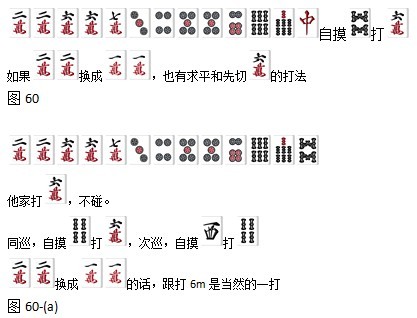 二萬 二萬 六萬 六萬 七萬 中 自摸 打 六萬
如果 二萬 二萬 换成 一萬 一萬，也有求平和先切 六萬 的打法
图 60
二萬 二萬 六萬 六萬 七萬
他家打 六萬，不碰。
同巡，自摸 打 六萬，次巡，自摸 西 打
二萬 二萬 换成 一萬 一萬 的话，跟打 6m 是当然的一打
图 60-(a)